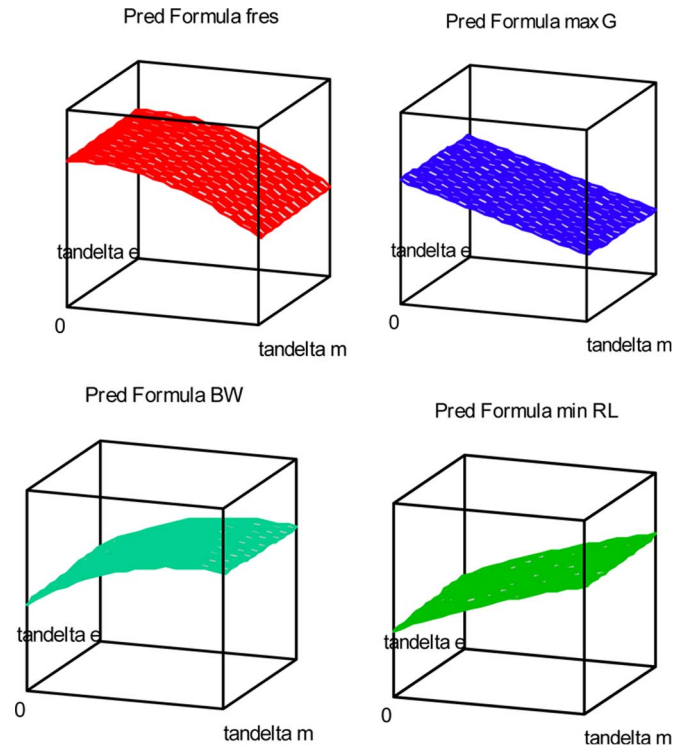 Pred Formula fres
Pred Formula max G
tandelta e
tandelta e
0
0
tandelta m
tandelta m
Pred Formula BW
Pred Formula min RL
tandelta e
tandelta e
0
0
tandelta m
tandelta m